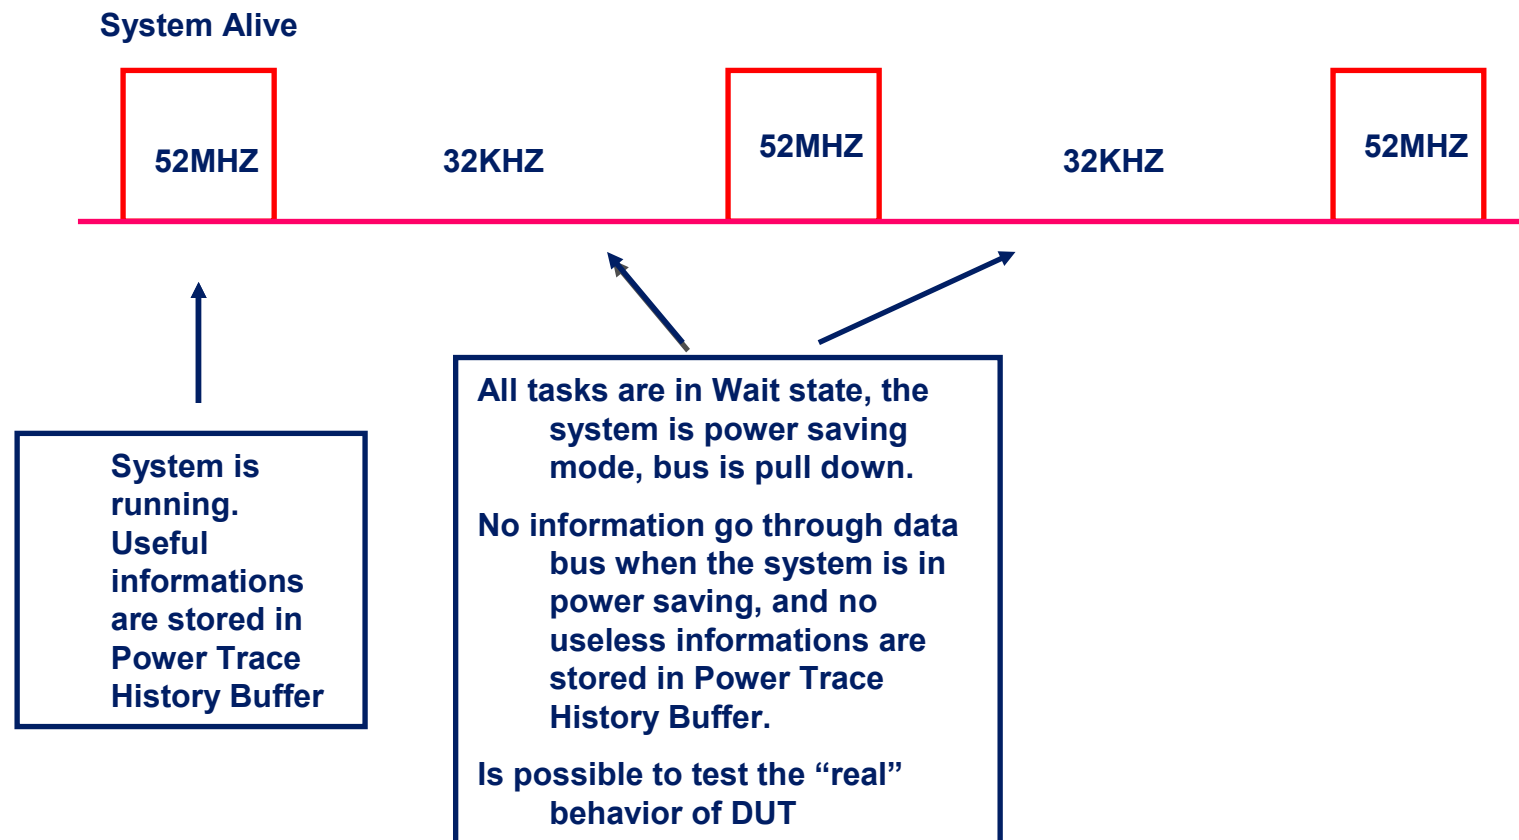 System Alive
52MHZ
32KHZ
52MHZ
32KHZ
52MHZ
System is
running.
Useful
informations
are stored in
Power Trace
History Buffer
All tasks are in Wait state, the
system is power saving
mode, bus is pull down.
No information go through data
bus when the system is in
power saving, and no
useless informations are
stored in Power Trace
History Buffer.
Is possible to test the “real”
behavior of DUT